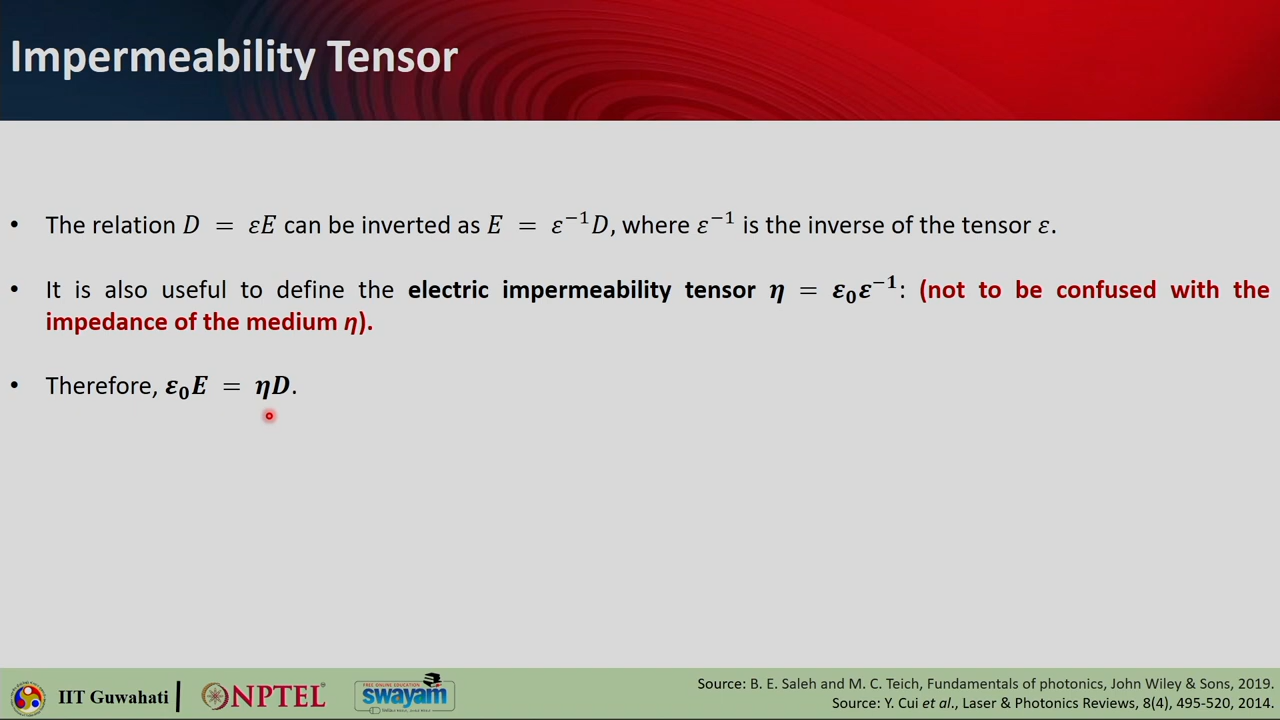 Impermeability Tensor
• The relation D = εE can be inverted as E = ε⁻¹D, where ε⁻¹ is the inverse of the tensor ε.
• It is also useful to define the electric impermeability tensor η = ε₀ε⁻¹: (not to be confused with the
impedance of the medium η).
• Therefore, ε₀E = ηD.
IIT Guwahati
NPTEL
FREE ONLINE EDUCATION
swayam
Source: B. E. Saleh and M. C. Teich, Fundamentals of photonics, John Wiley & Sons, 2019.
Source: Y. Cui et al., Laser & Photonics Reviews, 8(4), 495-520, 2014.